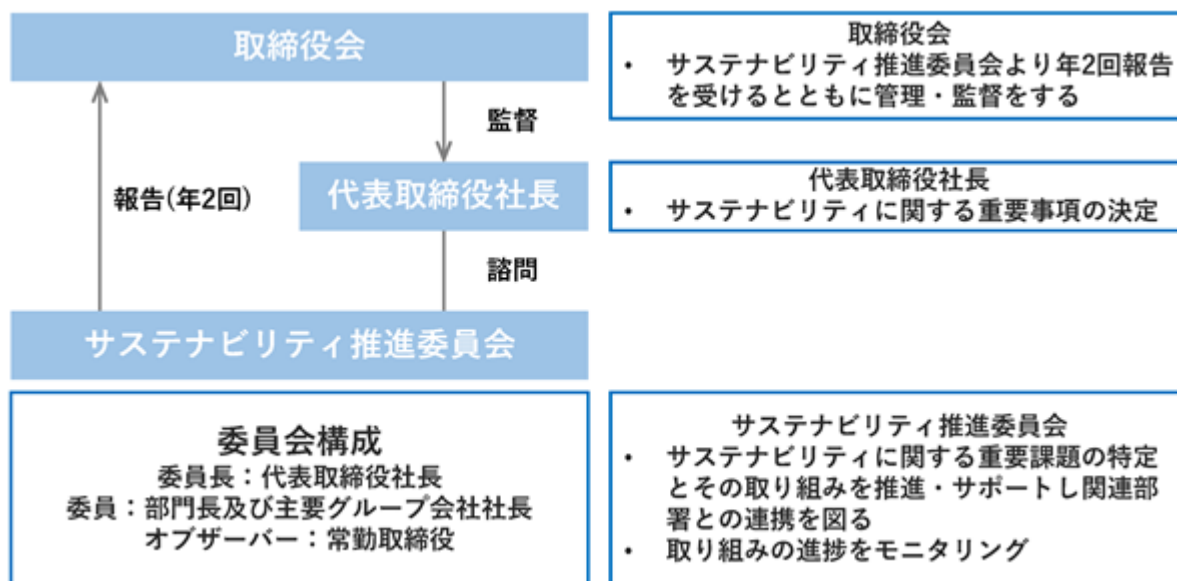 取締役会
監督
代表取締役社長
報告(年2回)
諮問
サステナビリティ推進委員会
委員会構成
委員長：代表取締役社長
委員：部門長及び主要グループ会社社長
オブザーバー：常勤取締役
取締役会
• サステナビリティ推進委員会より年2回報告
を受けるとともに管理・監督をする
代表取締役社長
• サステナビリティに関する重要事項の決定
サステナビリティ推進委員会
• サステナビリティに関する重要課題の特定
とその取り組みを推進・サポートし関連部
署との連携を図る
• 取り組みの進捗をモニタリング